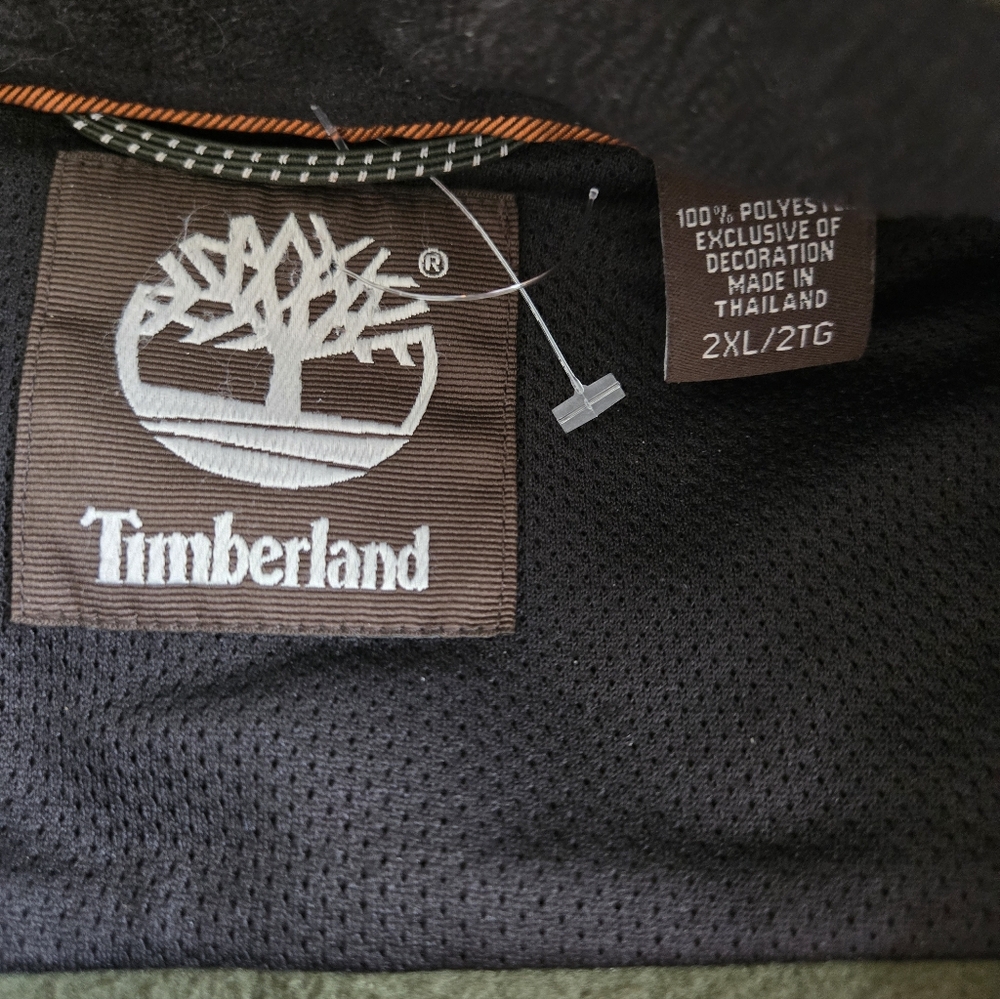 ®
Timberland
100% POLYESTE
EXCLUSIVE OF
DECORATION
MADE IN
THAILAND
2XL/2TG